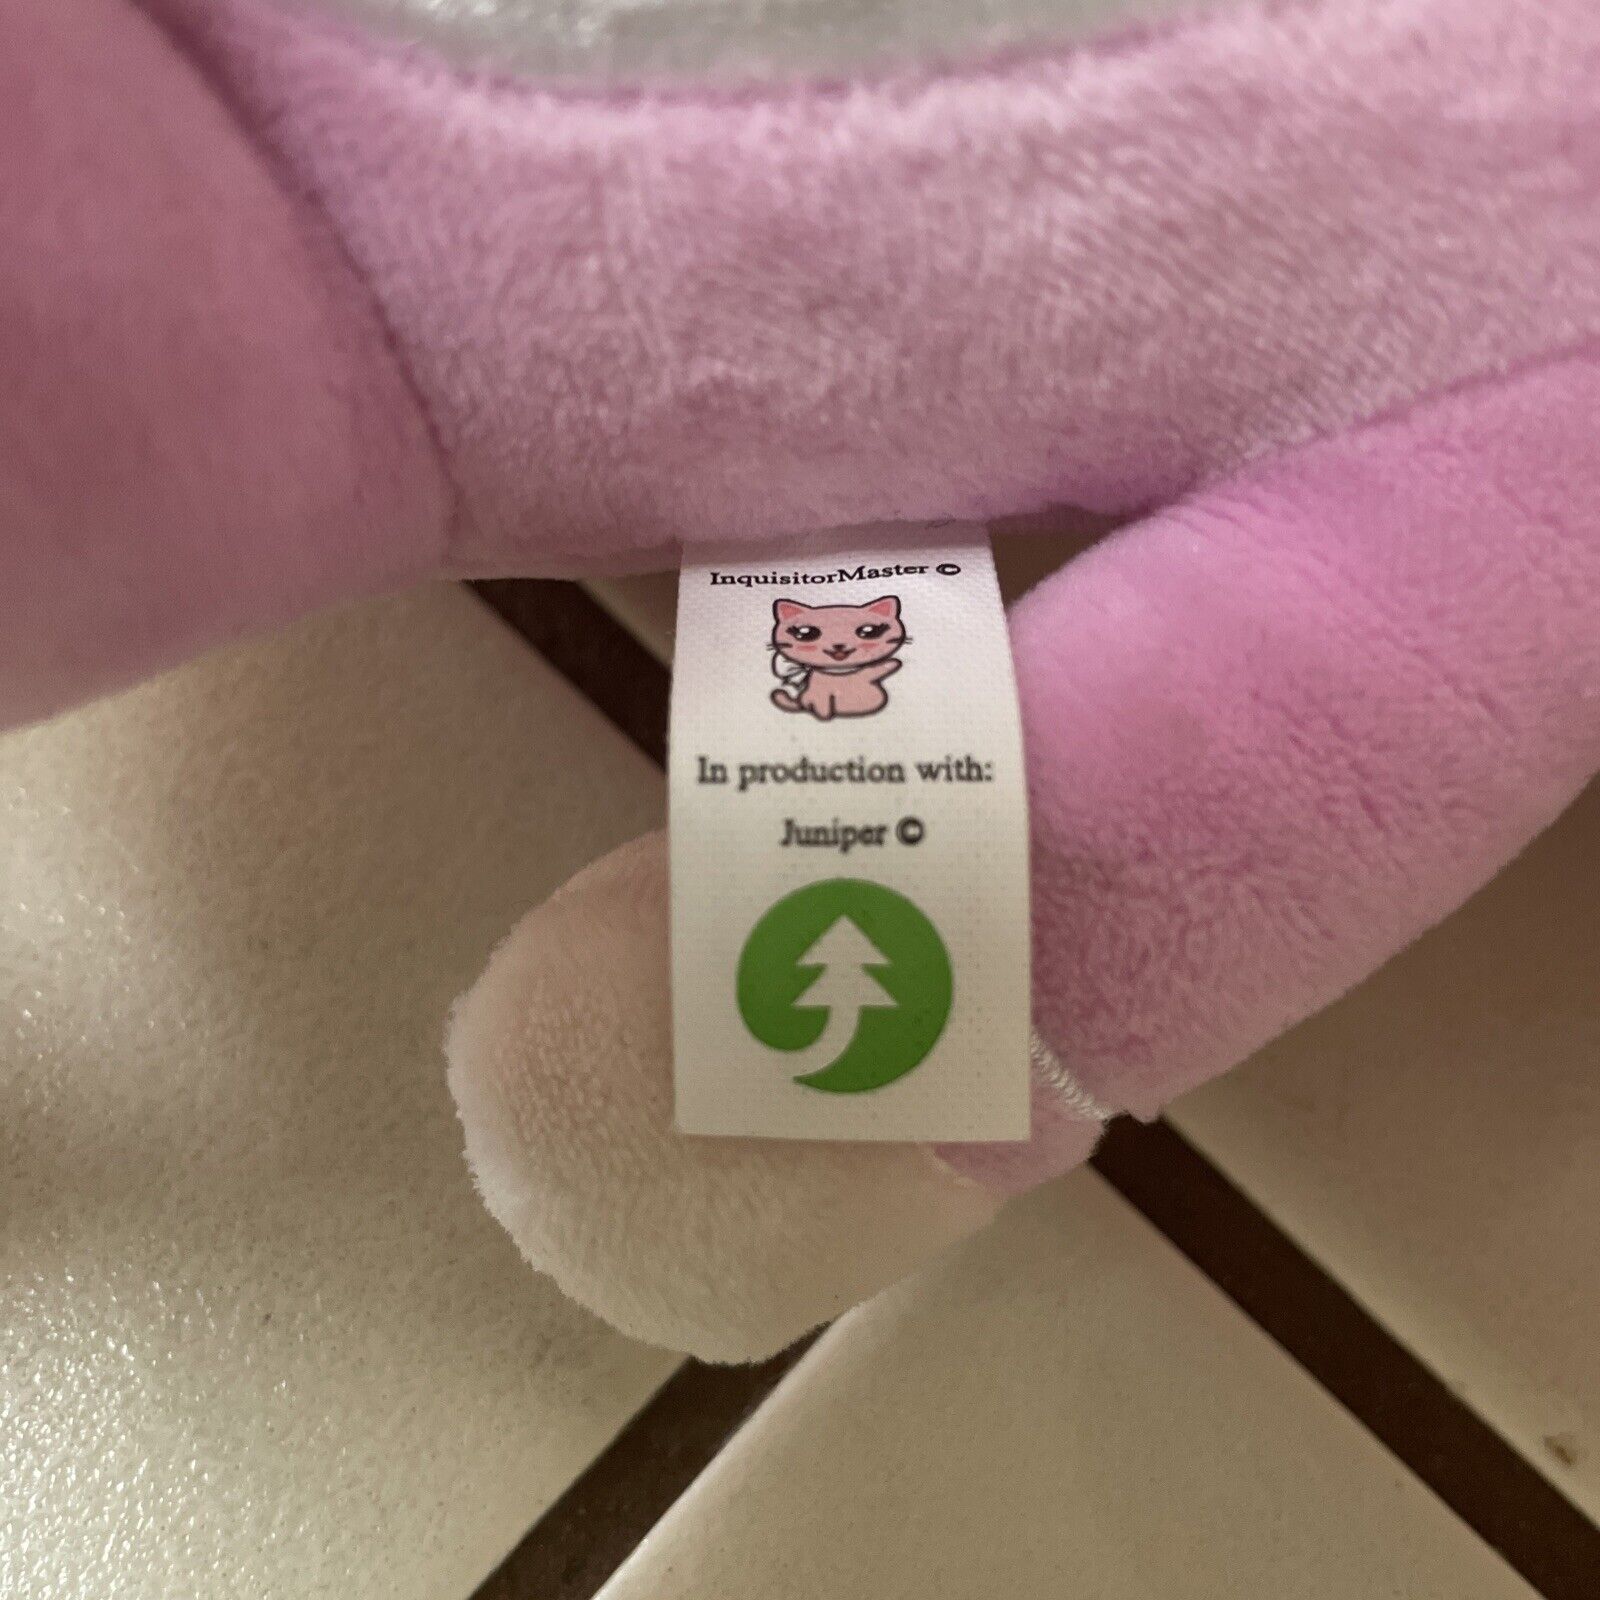 InquisitorMaster ©
In production with:
Juniper ©